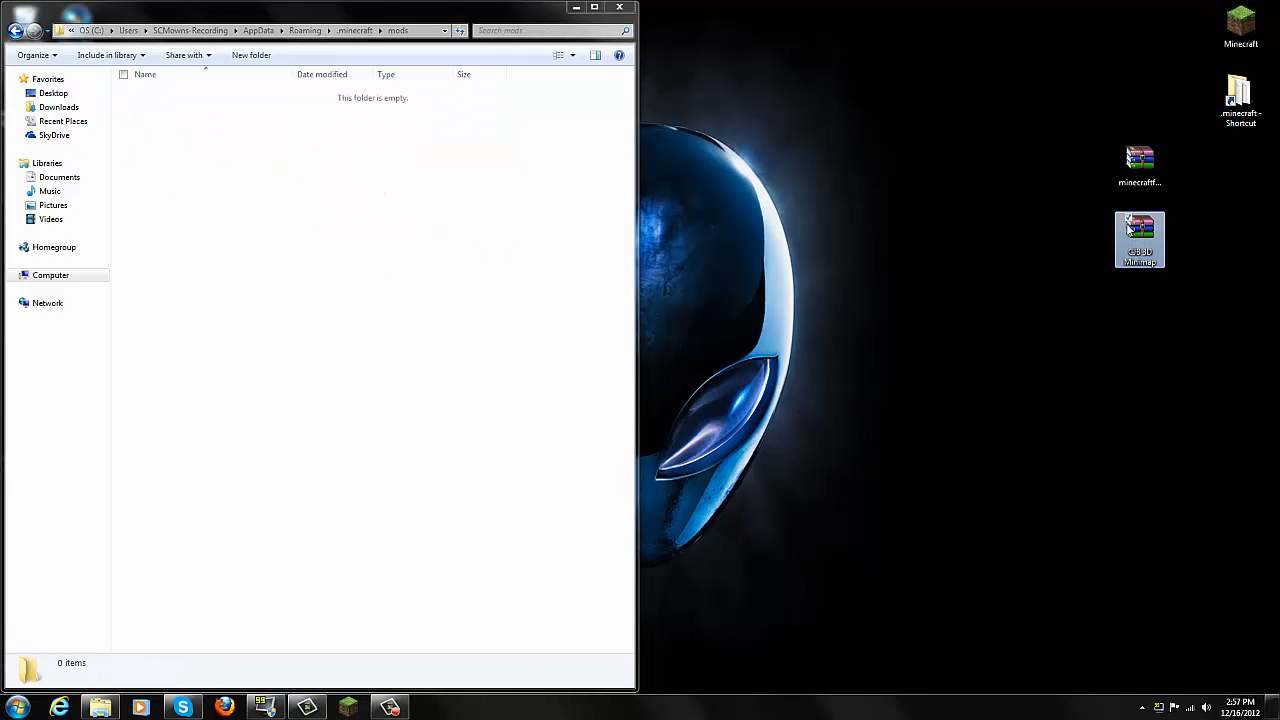 OS (C:) Users SCMowns-Recording AppData Roaming .minecraft mods Search mods
Organize Include in library Share with New folder
Name Date modified Type Size
This folder is empty.
Favorites
Desktop
Downloads
Recent Places
SkyDrive
Libraries
Documents
Music
Pictures
Videos
Homegroup
Computer
Network
0 items
Minecraft
.minecraft -
Shortcut
minecraftf...
Minimap
2:57 PM
12/16/2012